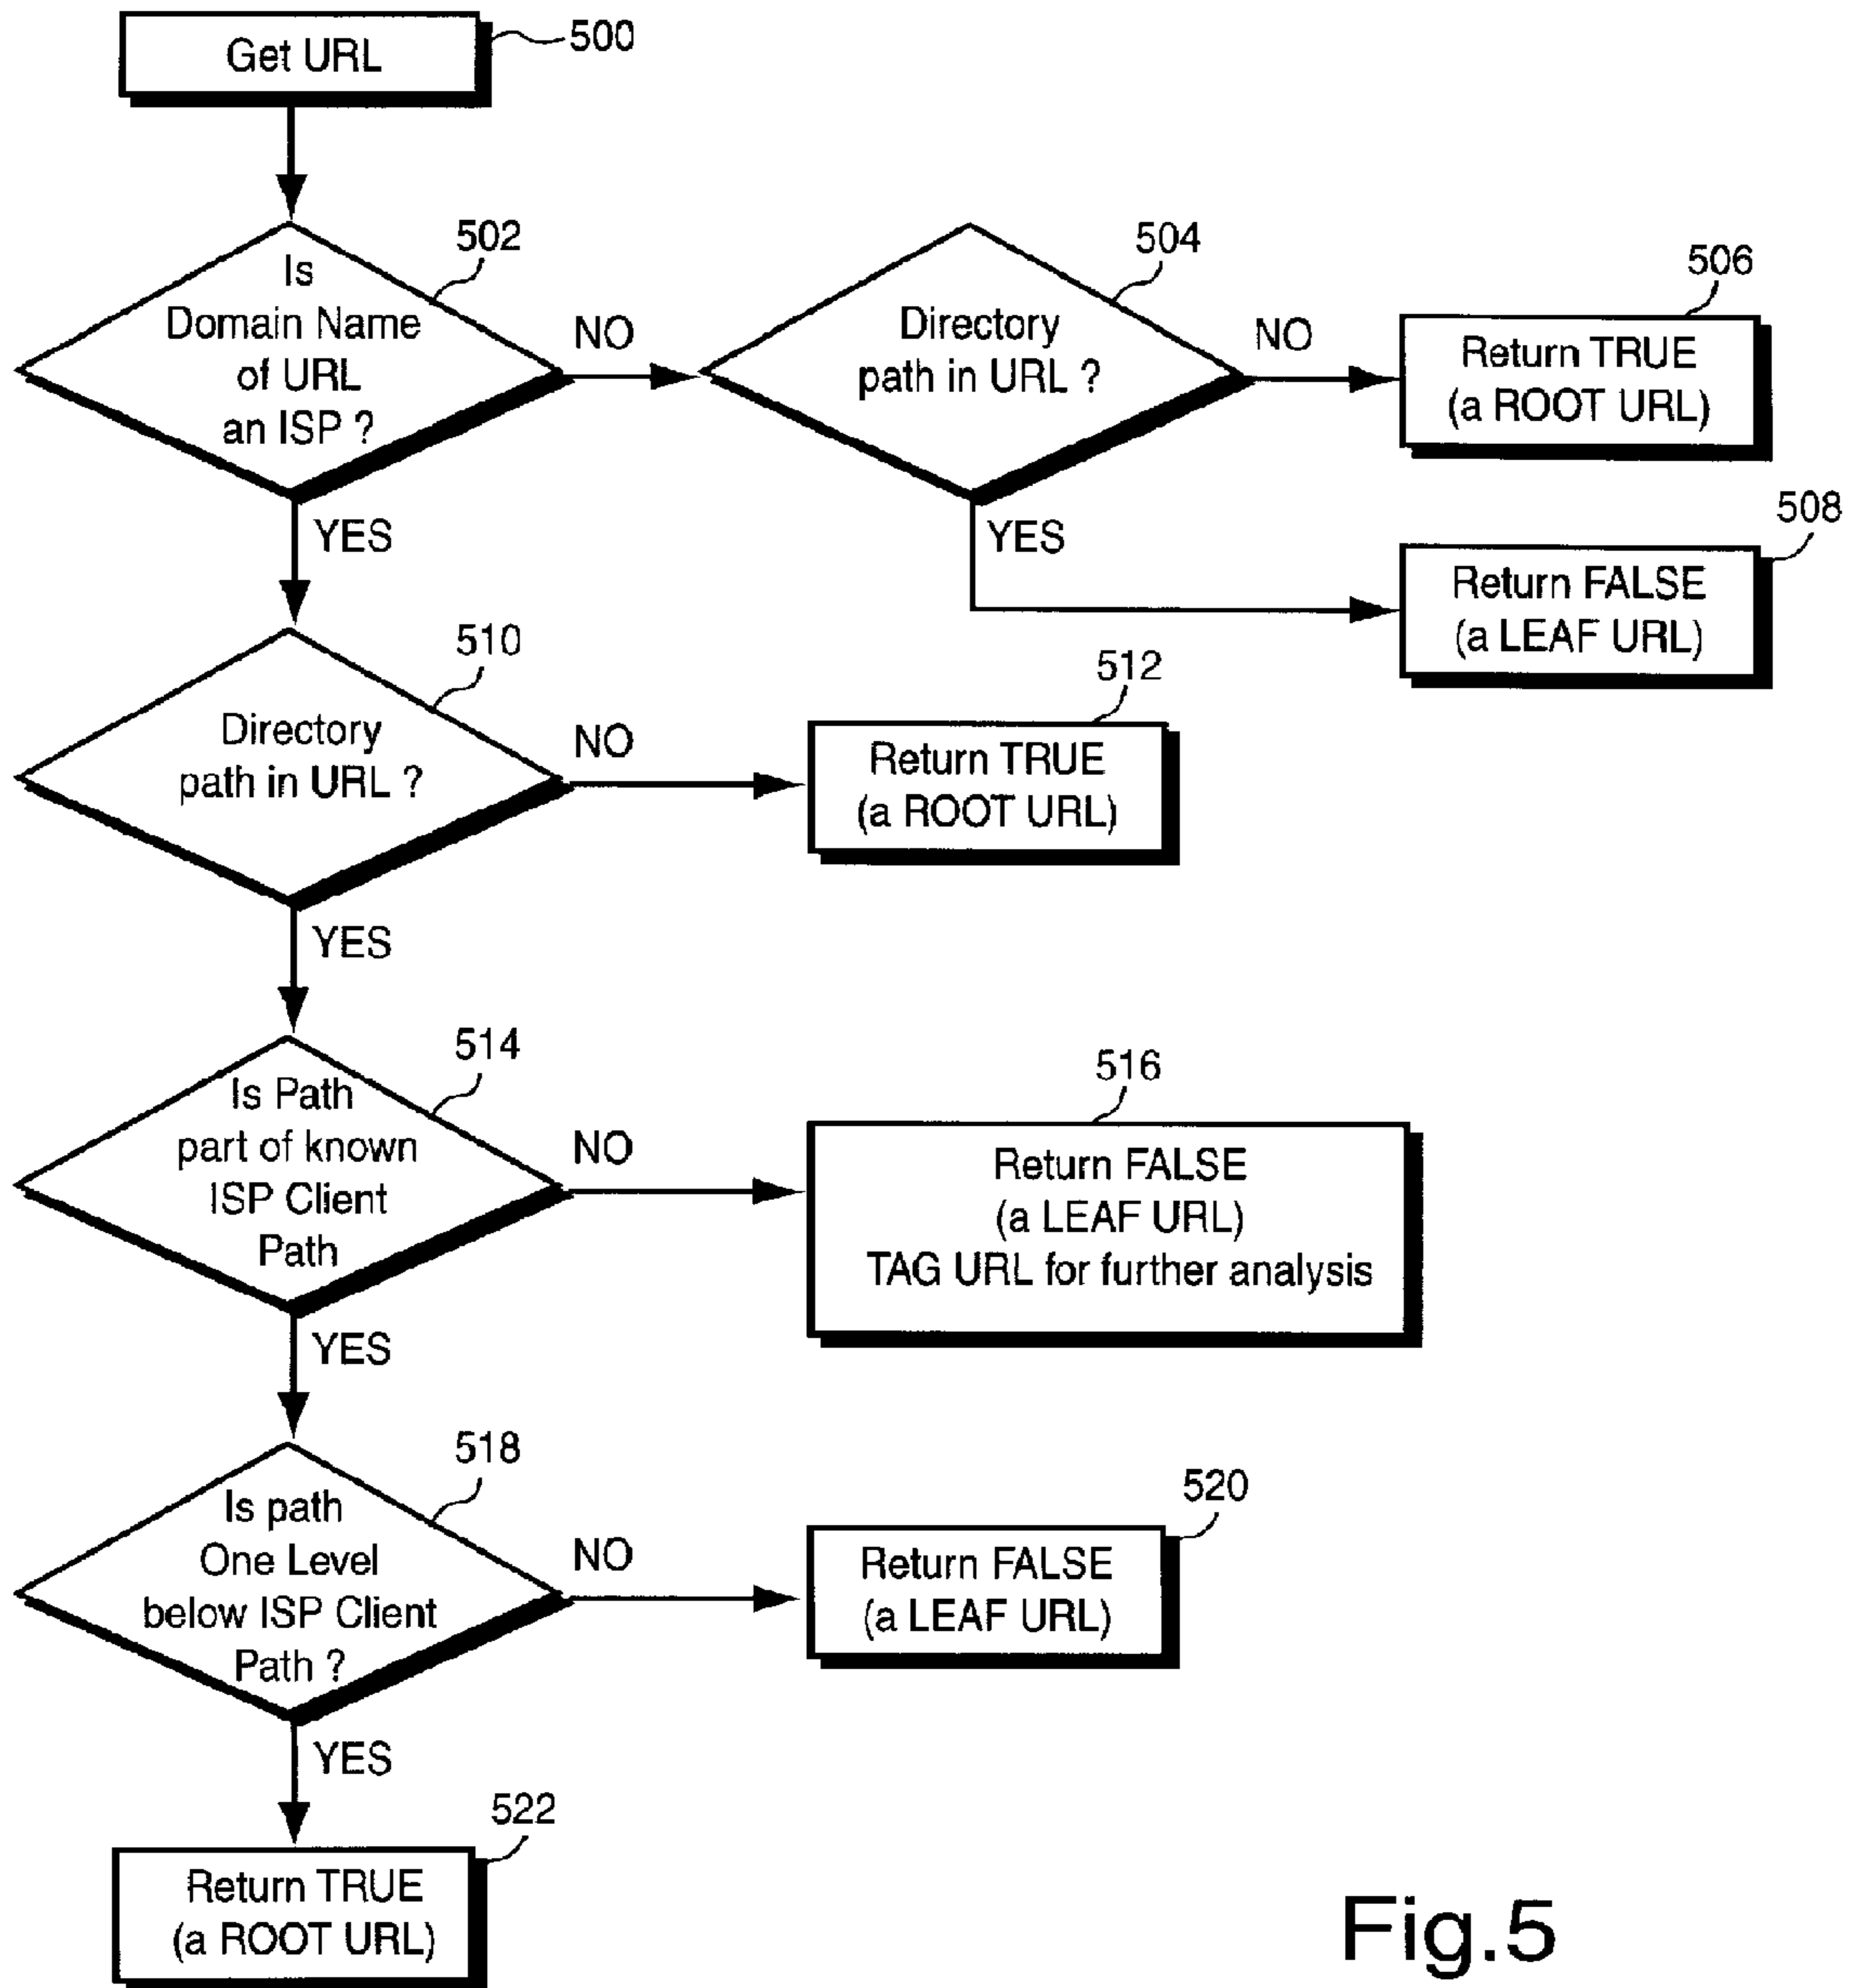 Get URL
500
Is
Domain Name
of URL
an ISP ?
502
NO
YES
Directory
path in URL ?
504
NO
YES
Return TRUE
(a ROOT URL)
506
Return FALSE
(a LEAF URL)
508
Directory
path in URL ?
510
NO
YES
Return TRUE
(a ROOT URL)
512
Is Path
part of known
ISP Client
Path
514
NO
YES
Return FALSE
(a LEAF URL)
TAG URL for further analysis
516
Is path
One Level
below ISP Client
Path ?
518
NO
YES
Return FALSE
(a LEAF URL)
520
Return TRUE
(a ROOT URL)
522
Fig.5